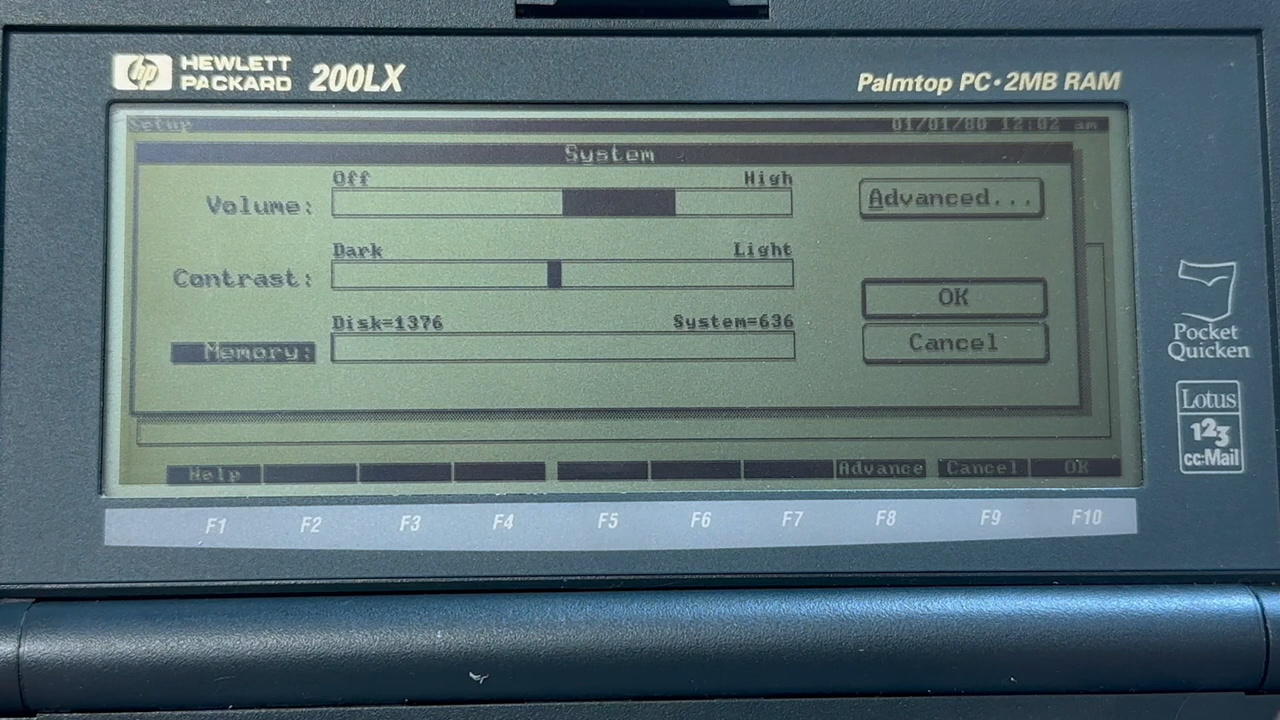 hp HEWLETT PACKARD 200LX
Palmtop PC·2MB RAM
Setup 01/01/80 12:02 am
System
Off High
Volume:
Advanced...
Dark Light
Contrast:
OK
Disk=1376 System=636
Memory:
Cancel
Help Advance Cancel OK
F1 F2 F3 F4 F5 F6 F7 F8 F9 F10
Pocket
Quicken
Lotus
123
cc:Mail